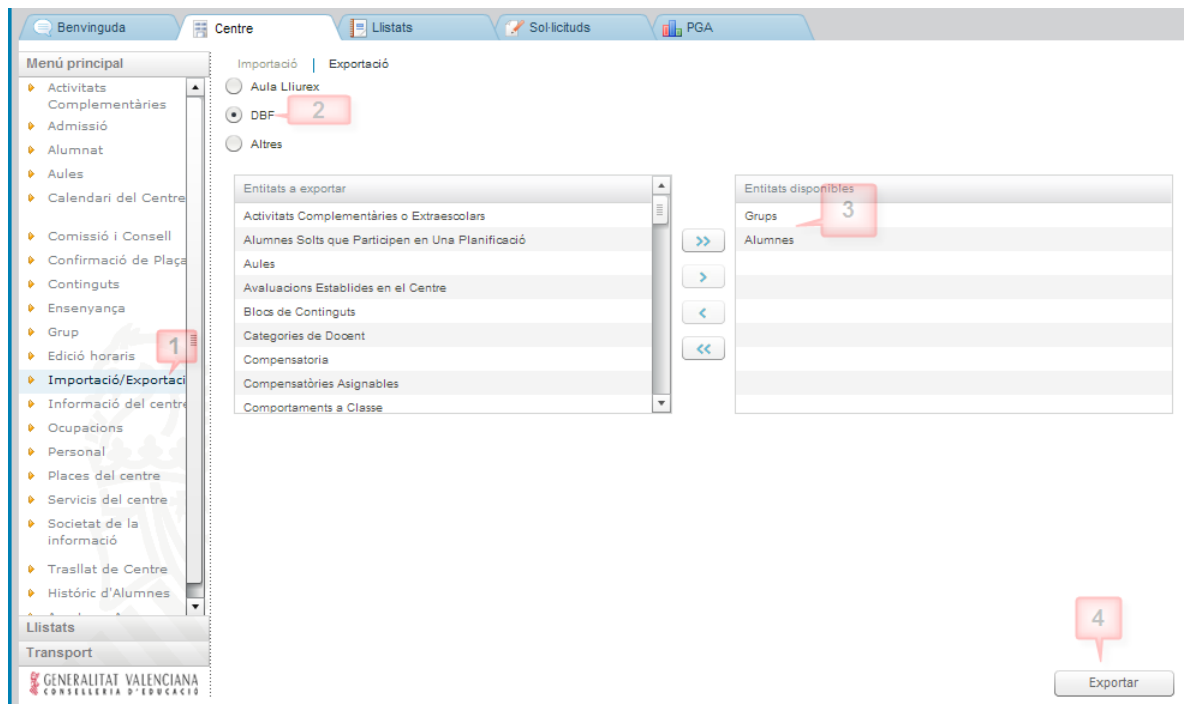 Benvinguda
Centre
Llistats
Sol·licituds
PGA
Menú principal
Activitats
Complementàries
Admissió
Alumnat
Aules
Calendari del Centre
Comissió i Consell
Confirmació de Plaça
Continguts
Ensenyança
Grup
Edició horaris
1
Importació/Exportaci
Informació del centre
Ocupacions
Personal
Places del centre
Servicis del centre
Societat de la
informació
Trasllat de Centre
Históric d'Alumnes
Llistats
Transport
GENERALITAT VALENCIANA
CONSELLERIA D'EDUCACIÓ
Importació | Exportació
Aula Lliurex
DBF
2
Altres
Entitats a exportar
Activitats Complementàries o Extraescolars
Alumnes Solts que Participen en Una Planificació
Aules
Avaluacions Establides en el Centre
Blocs de Continguts
Categories de Docent
Compensatoria
Compensatòries Asignables
Comportaments a Classe
>>
>
<
<<
Entitats disponibles
Grups
3
Alumnes
4
Exportar